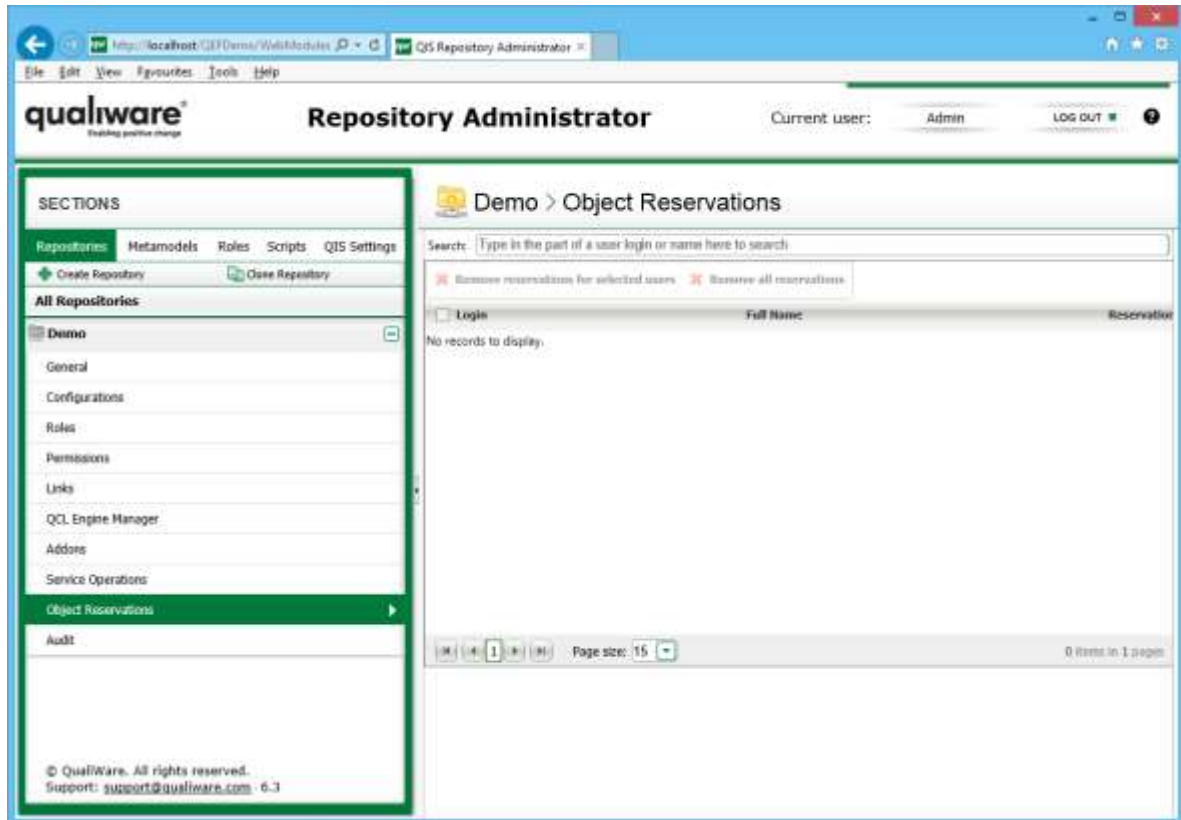 http://localhost/QEFDemo/WebModules
QIS Repository Administrator
File Edit View Favourites Tools Help
qualiware®
Enabling positive change
Repository Administrator
Current user: Admin LOG OUT ?
SECTIONS
Repositories Metamodels Roles Scripts QIS Settings
Create Repository Clone Repository
All Repositories
Demo
General
Configurations
Roles
Permissions
Links
QCL Engine Manager
Addons
Service Operations
Object Reservations
Audit
© QualiWare. All rights reserved.
Support: support@qualiware.com 6.3
Demo > Object Reservations
Search: Type in the part of a user login or name here to search
Remove reservations for selected users Remove all reservations
Login Full Name Reservation
No records to display.
1 Page size: 15 0 items in 1 pages